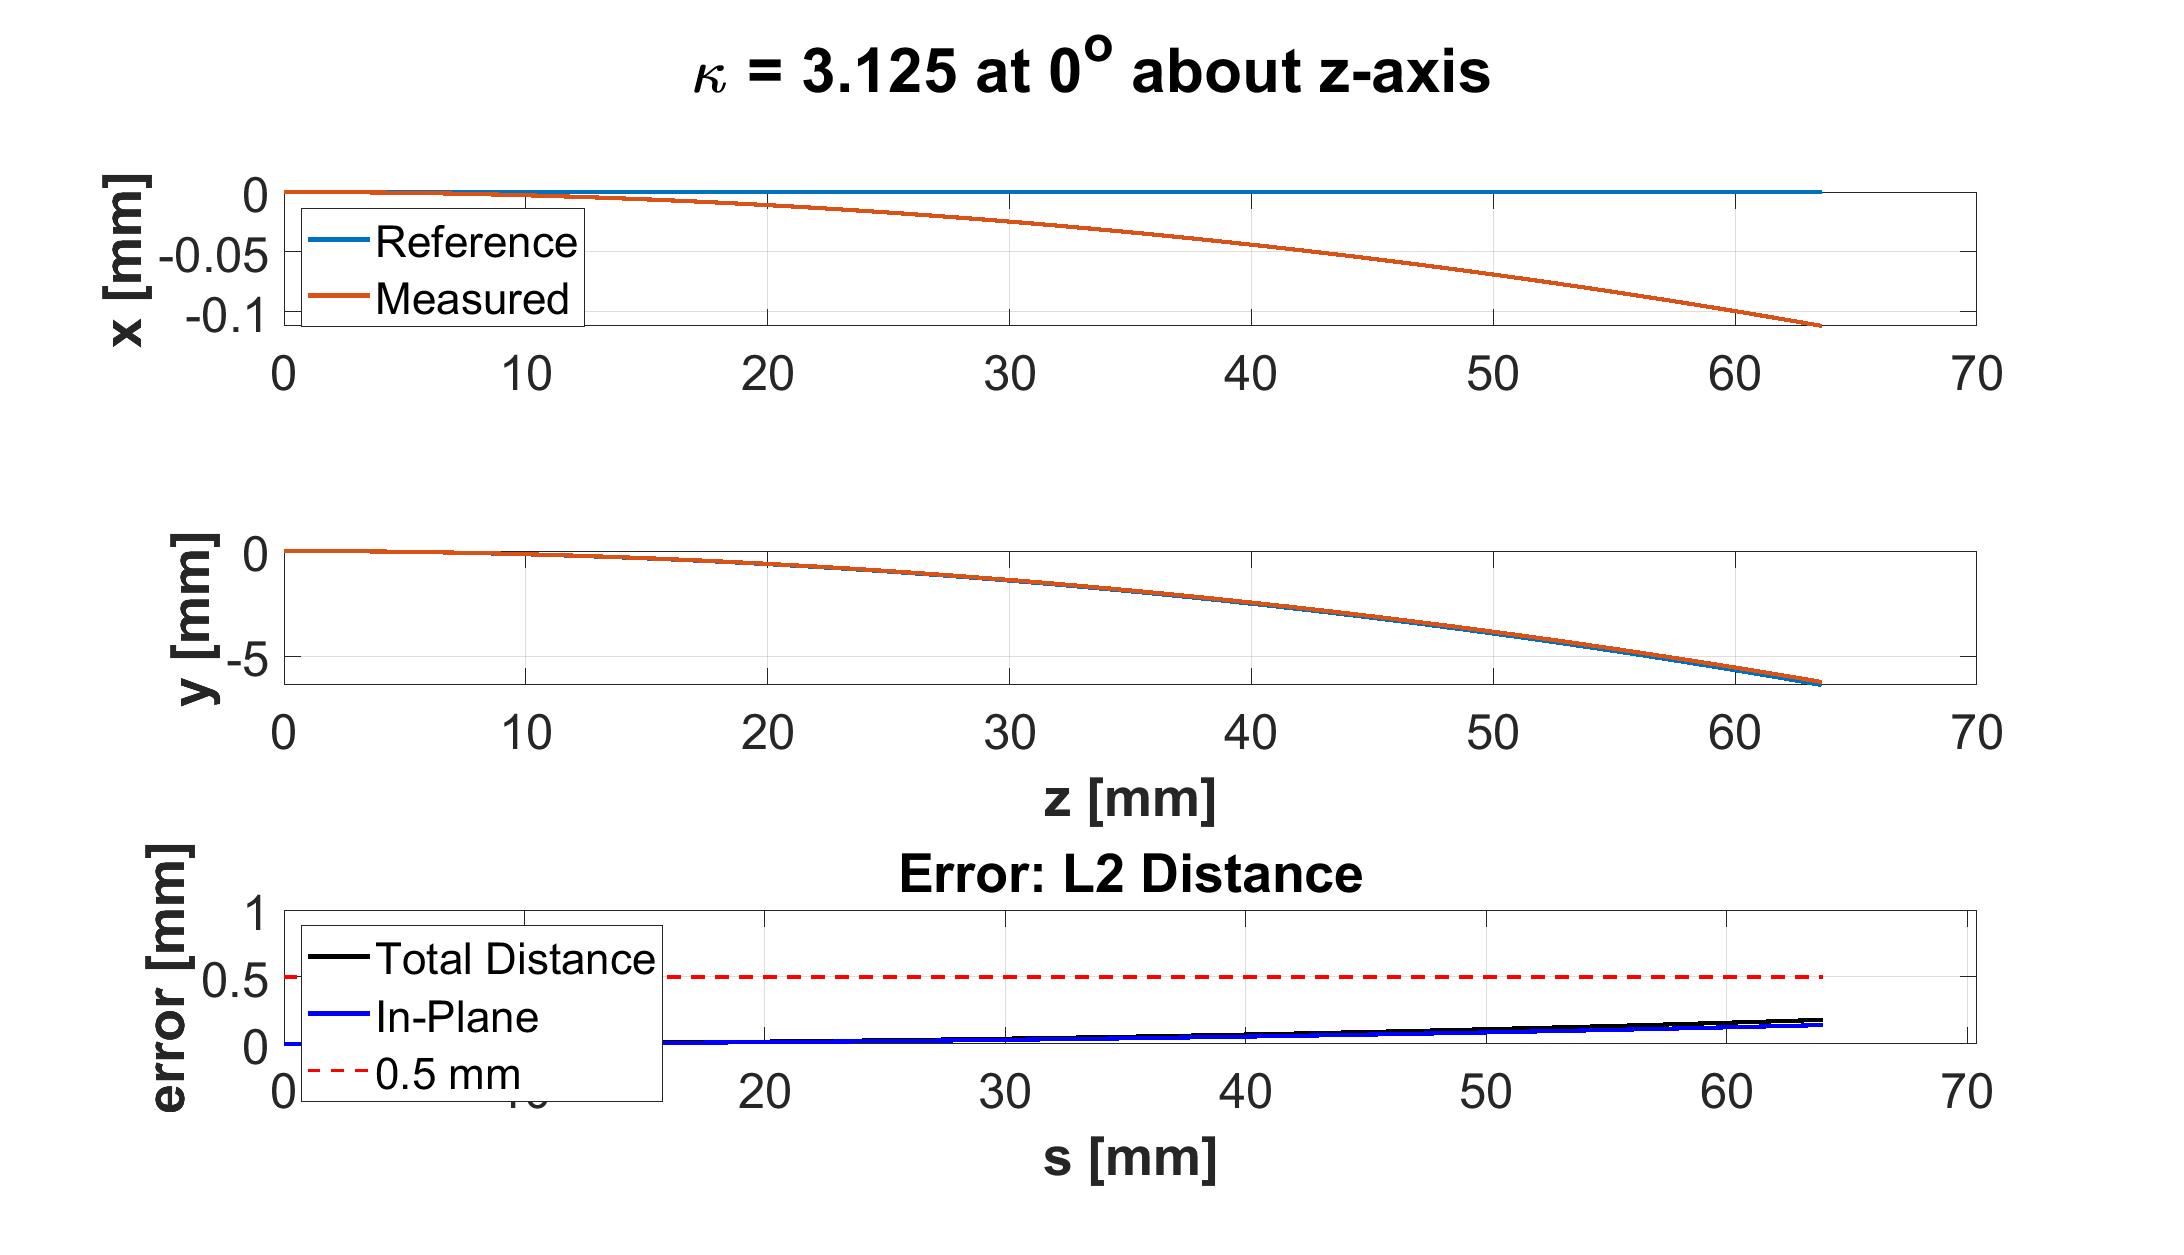 κ = 3.125 at 0° about z-axis
x [mm]
0
-0.05
-0.1
Reference
Measured
0 10 20 30 40 50 60 70
y [mm]
0
-5
0 10 20 30 40 50 60 70
z [mm]
Error: L2 Distance
error [mm]
1
0.5
0
Total Distance
In-Plane
0.5 mm
0 20 30 40 50 60 70
s [mm]